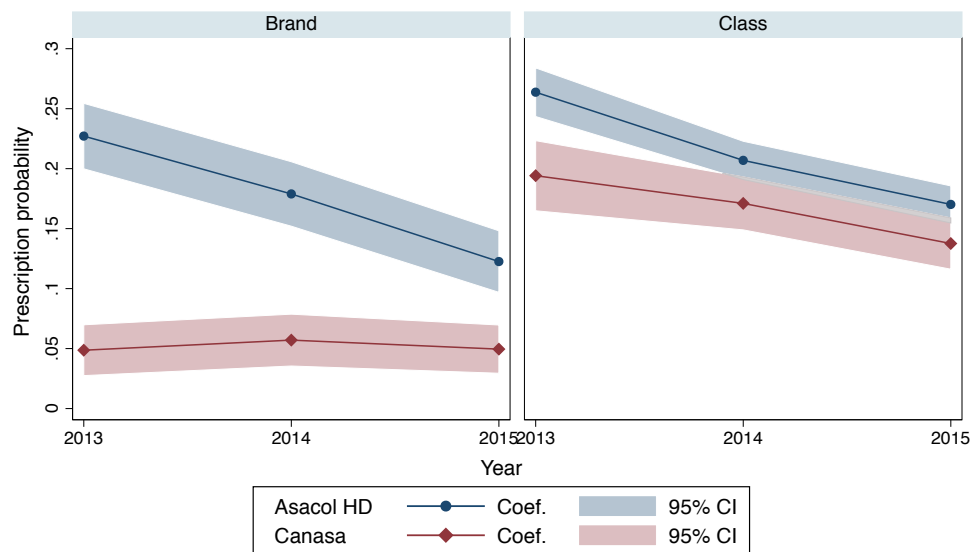 Brand Class
.3
.25
.2
.15
.1
.05
0
Prescription probability
2013 2014 2015 2013 2014 2015
Year
Asacol HD Coef. 95% CI
Canasa Coef. 95% CI